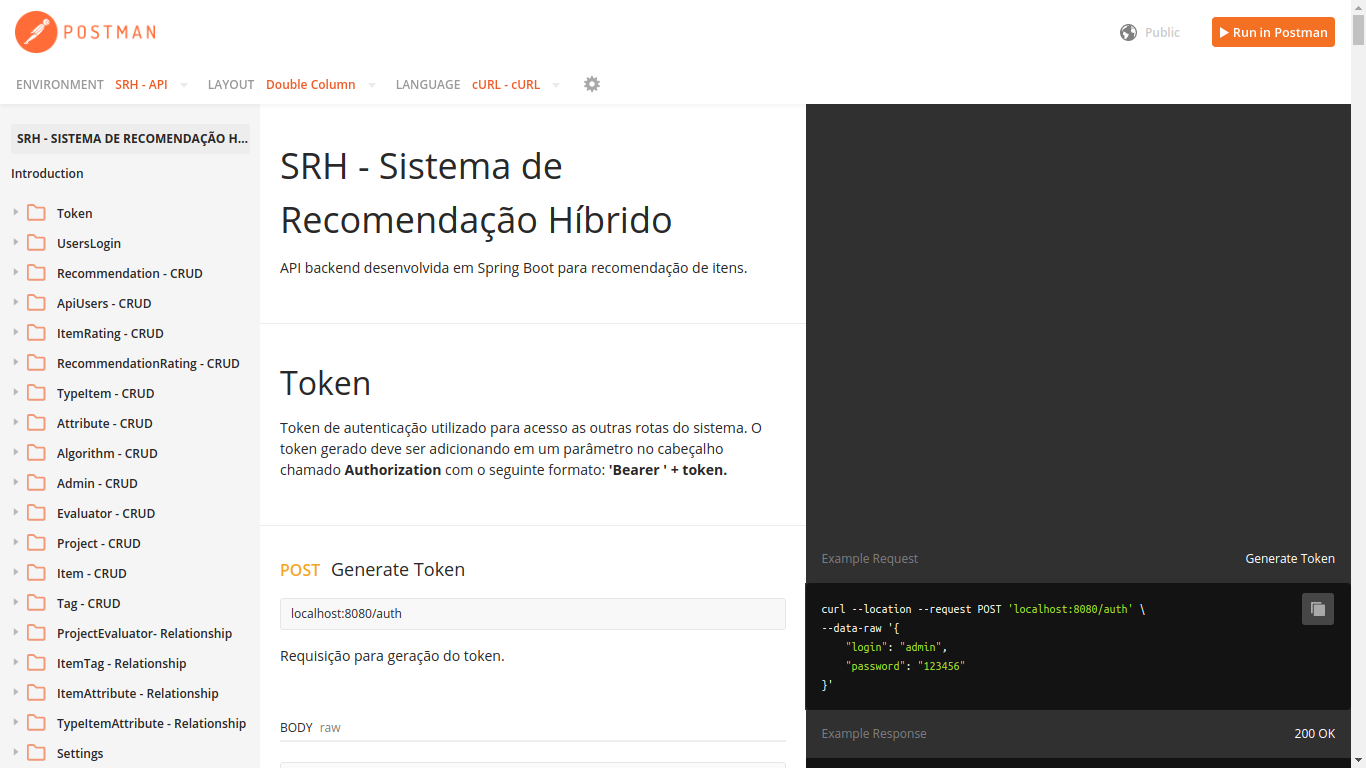 POSTMAN
Public
Run in Postman
ENVIRONMENT SRH - API LAYOUT Double Column LANGUAGE cURL - cURL
SRH - SISTEMA DE RECOMENDAÇÃO H...
Introduction
Token
UsersLogin
Recommendation - CRUD
ApiUsers - CRUD
ItemRating - CRUD
RecommendationRating - CRUD
TypeItem - CRUD
Attribute - CRUD
Algorithm - CRUD
Admin - CRUD
Evaluator - CRUD
Project - CRUD
Item - CRUD
Tag - CRUD
ProjectEvaluator- Relationship
ItemTag - Relationship
ItemAttribute - Relationship
TypeItemAttribute - Relationship
Settings
SRH - Sistema de
Recomendação Híbrido
API backend desenvolvida em Spring Boot para recomendação de itens.
Token
Token de autenticação utilizado para acesso as outras rotas do sistema. O
token gerado deve ser adicionando em um parâmetro no cabeçalho
chamado Authorization com o seguinte formato: 'Bearer ' + token.
POST Generate Token
localhost:8080/auth
Requisição para geração do token.
BODY raw
Example Request Generate Token
curl --location --request POST 'localhost:8080/auth' \
--data-raw '{
"login": "admin",
"password": "123456"
}'
Example Response 200 OK